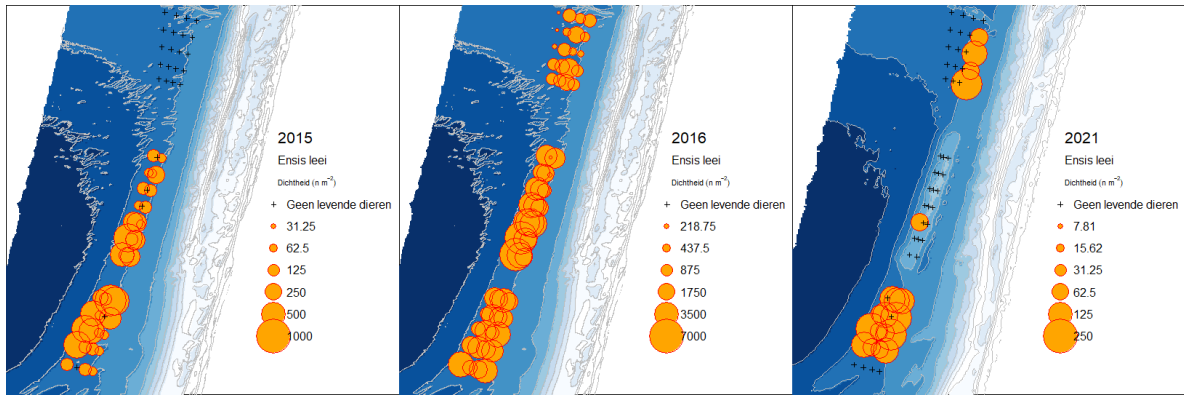 2015
Ensis leei
Dichtheid (n m⁻²)
Geen levende dieren
31.25
62.5
125
250
500
1000
2016
Ensis leei
Dichtheid (n m⁻²)
Geen levende dieren
218.75
437.5
875
1750
3500
7000
2021
Ensis leei
Dichtheid (n m⁻²)
Geen levende dieren
7.81
15.62
31.25
62.5
125
250